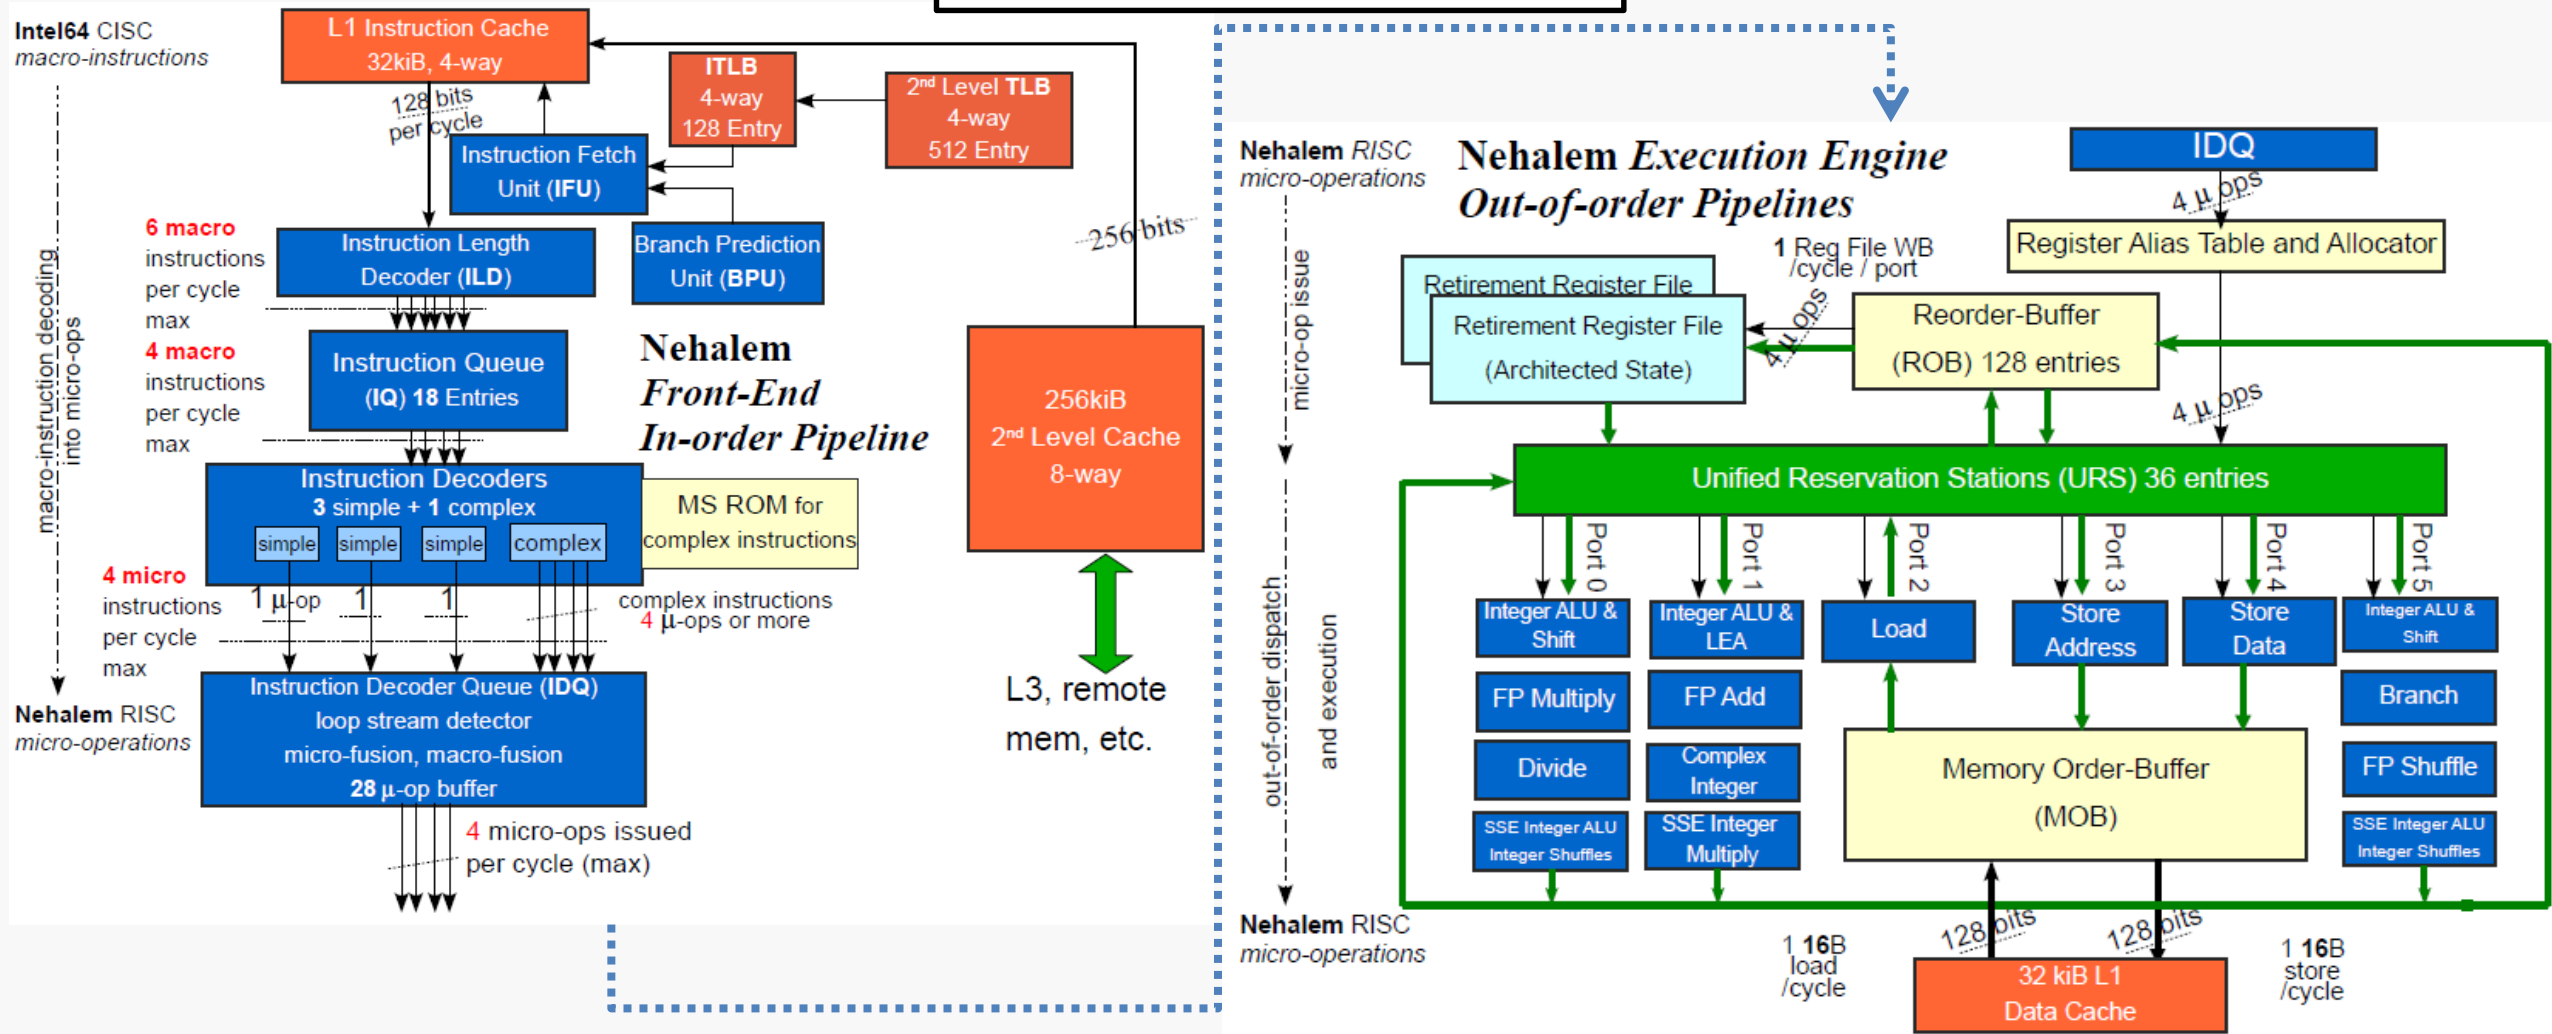 Intel64 CISC
macro-instructions
L1 Instruction Cache
32kiB, 4-way
128 bits
per cycle
ITLB
4-way
128 Entry
2nd Level TLB
4-way
512 Entry
Instruction Fetch
Unit (IFU)
6 macro
instructions
per cycle
max
Instruction Length
Decoder (ILD)
Branch Prediction
Unit (BPU)
256 bits
macro-instruction decoding
into micro-ops
4 macro
instructions
per cycle
max
Instruction Queue
(IQ) 18 Entries
Nehalem
Front-End
In-order Pipeline
256kiB
2nd Level Cache
8-way
Instruction Decoders
3 simple + 1 complex
simple
simple
simple
complex
MS ROM for
complex instructions
4 micro
instructions
per cycle
max
1 μ-op
1
1
complex instructions
4 μ-ops or more
L3, remote
mem, etc.
Nehalem RISC
micro-operations
Instruction Decoder Queue (IDQ)
loop stream detector
micro-fusion, macro-fusion
28 μ-op buffer
4 micro-ops issued
per cycle (max)
Nehalem RISC
micro-operations
Nehalem Execution Engine
Out-of-order Pipelines
IDQ
4 μ ops
Register Alias Table and Allocator
1 Reg File WB
/cycle / port
micro-op issue
Retirement Register File
Retirement Register File
(Architected State)
4 μ ops
Reorder-Buffer
(ROB) 128 entries
4 μ ops
Unified Reservation Stations (URS) 36 entries
Port 0
Port 1
Port 2
Port 3
Port 4
Port 5
out-of-order dispatch
and execution
Integer ALU &
Shift
Integer ALU &
LEA
Load
Store
Address
Store
Data
Integer ALU &
Shift
FP Multiply
FP Add
Branch
Divide
Complex
Integer
Memory Order-Buffer
(MOB)
FP Shuffle
SSE Integer ALU
Integer Shuffles
SSE Integer
Multiply
SSE Integer ALU
Integer Shuffles
Nehalem RISC
micro-operations
1 16B
load
/cycle
128 bits
128 bits
1 16B
store
/cycle
32 kiB L1
Data Cache